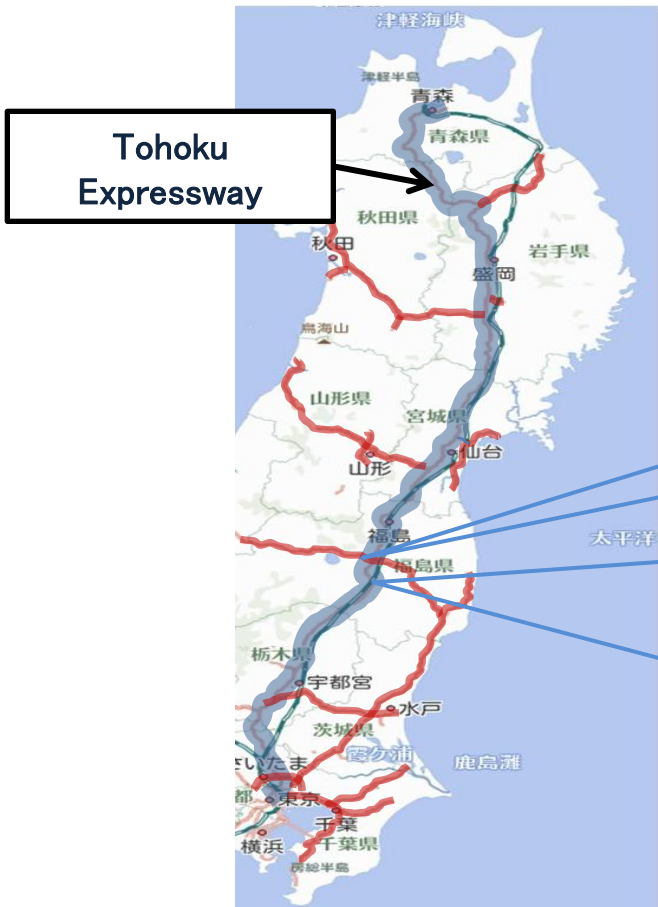 津軽海峡
津軽半島
青森
青森県
Tohoku
Expressway
秋田県
秋田
岩手県
盛岡
鳥海山
山形県
宮城県
山形
仙台
福島
太平洋
福島県
栃木県
宇都宮
水戸
茨城県
霞ケ浦
鹿島灘
さいたま
都
東京
千葉
横浜
千葉県
房総半島